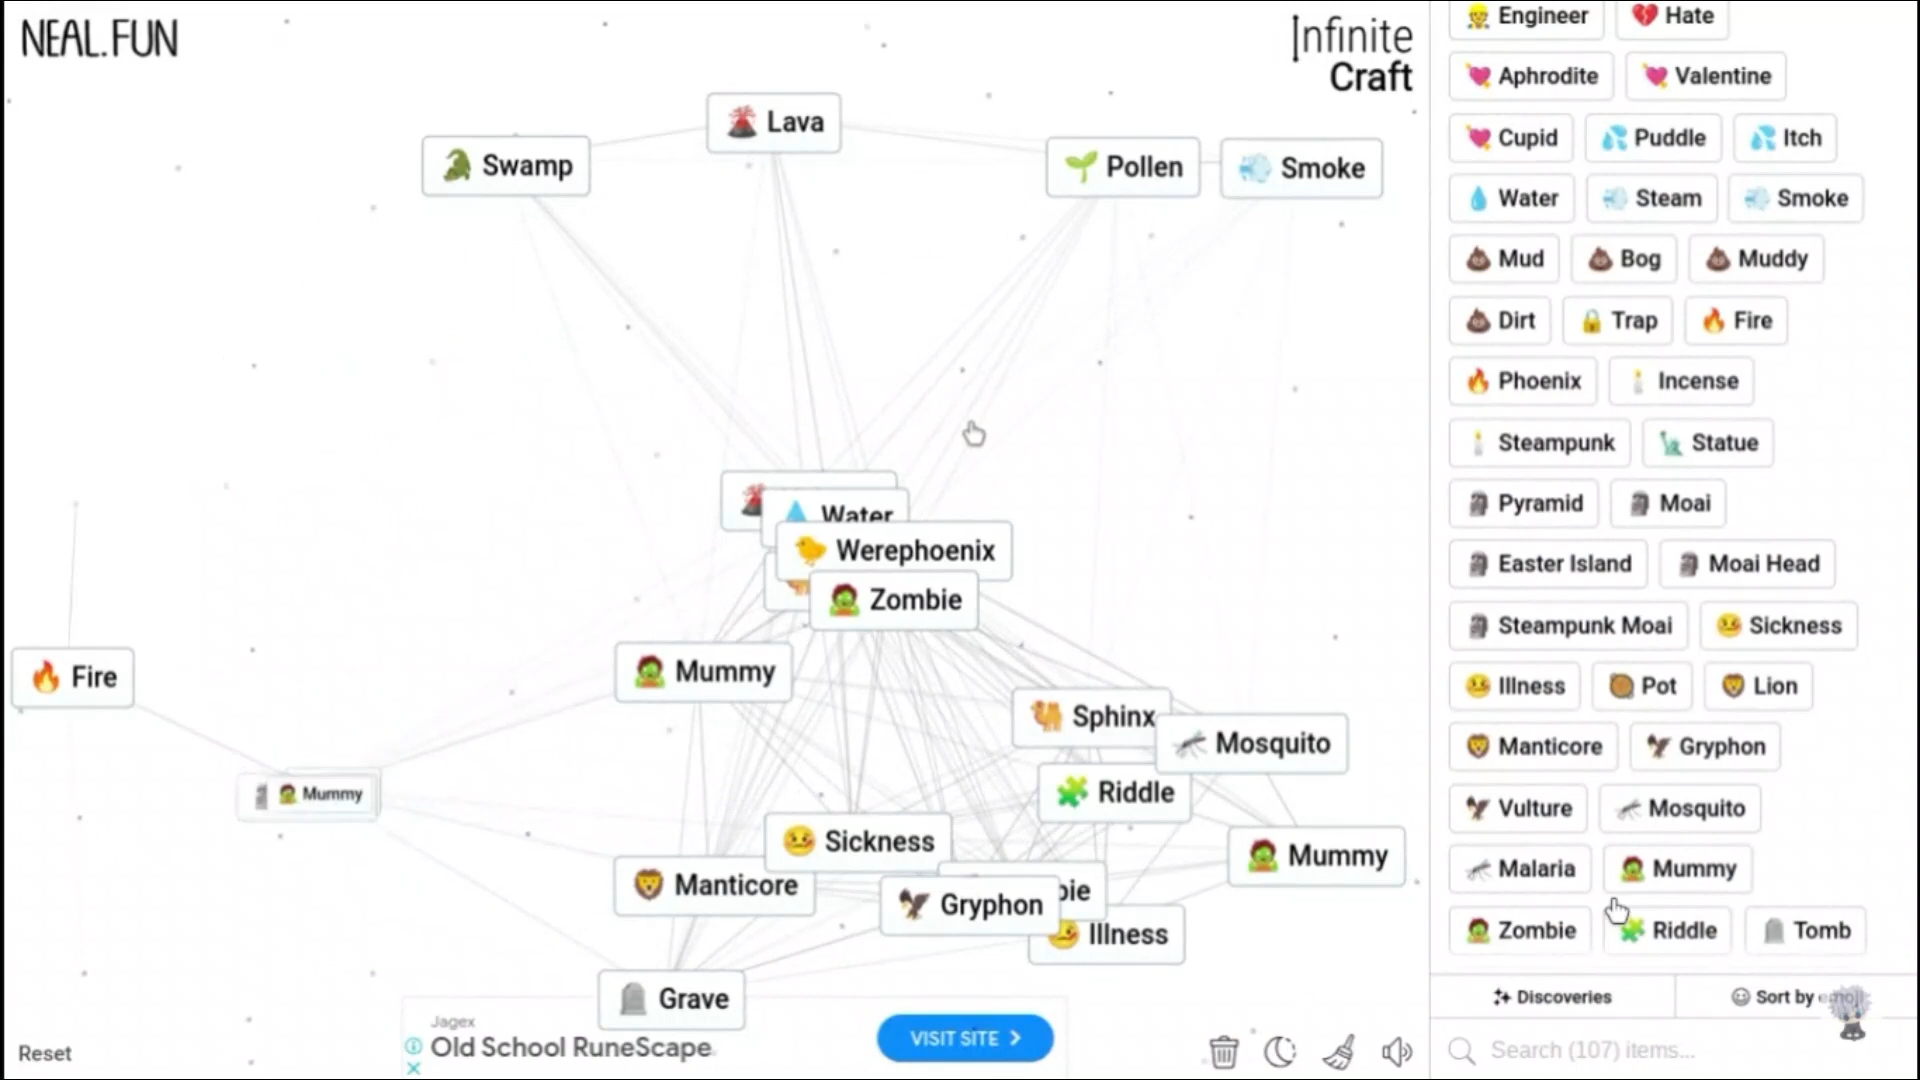 NEAL.FUN
Infinite
Craft
Lava
Swamp
Pollen
Smoke
Water
Werephoenix
Zombie
Fire
Mummy
Sphinx
Mosquito
Mummy
Riddle
Sickness
Mummy
Manticore
Gryphon
bie
Illness
Grave
Jagex
Old School RuneScape
VISIT SITE
Reset
Engineer
Hate
Aphrodite
Valentine
Cupid
Puddle
Itch
Water
Steam
Smoke
Mud
Bog
Muddy
Dirt
Trap
Fire
Phoenix
Incense
Steampunk
Statue
Pyramid
Moai
Easter Island
Moai Head
Steampunk Moai
Sickness
Illness
Pot
Lion
Manticore
Gryphon
Vulture
Mosquito
Malaria
Mummy
Zombie
Riddle
Tomb
Discoveries
Sort by emoji
Search (107) items...